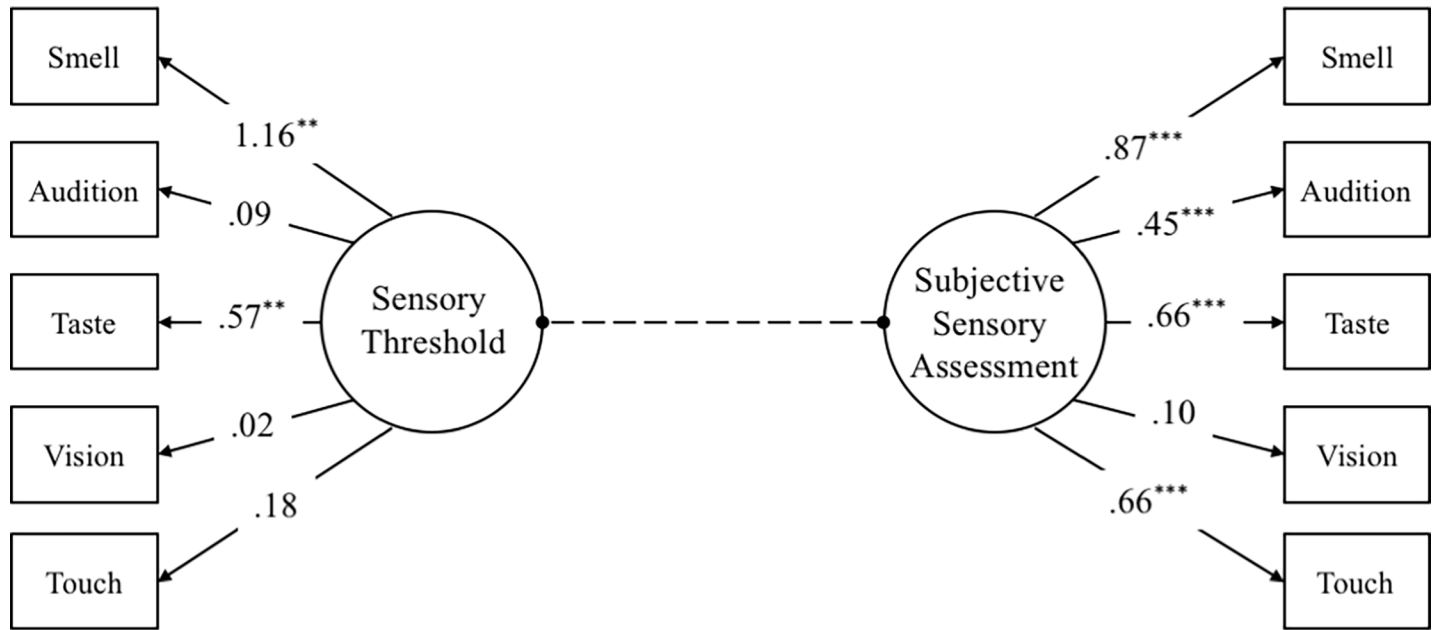 Smell
1.16**
Audition
.09
Taste
.57**
Vision
.02
Touch
.18
Sensory
Threshold
Subjective
Sensory
Assessment
.87***
Smell
.45***
Audition
.66***
Taste
.10
Vision
.66***
Touch